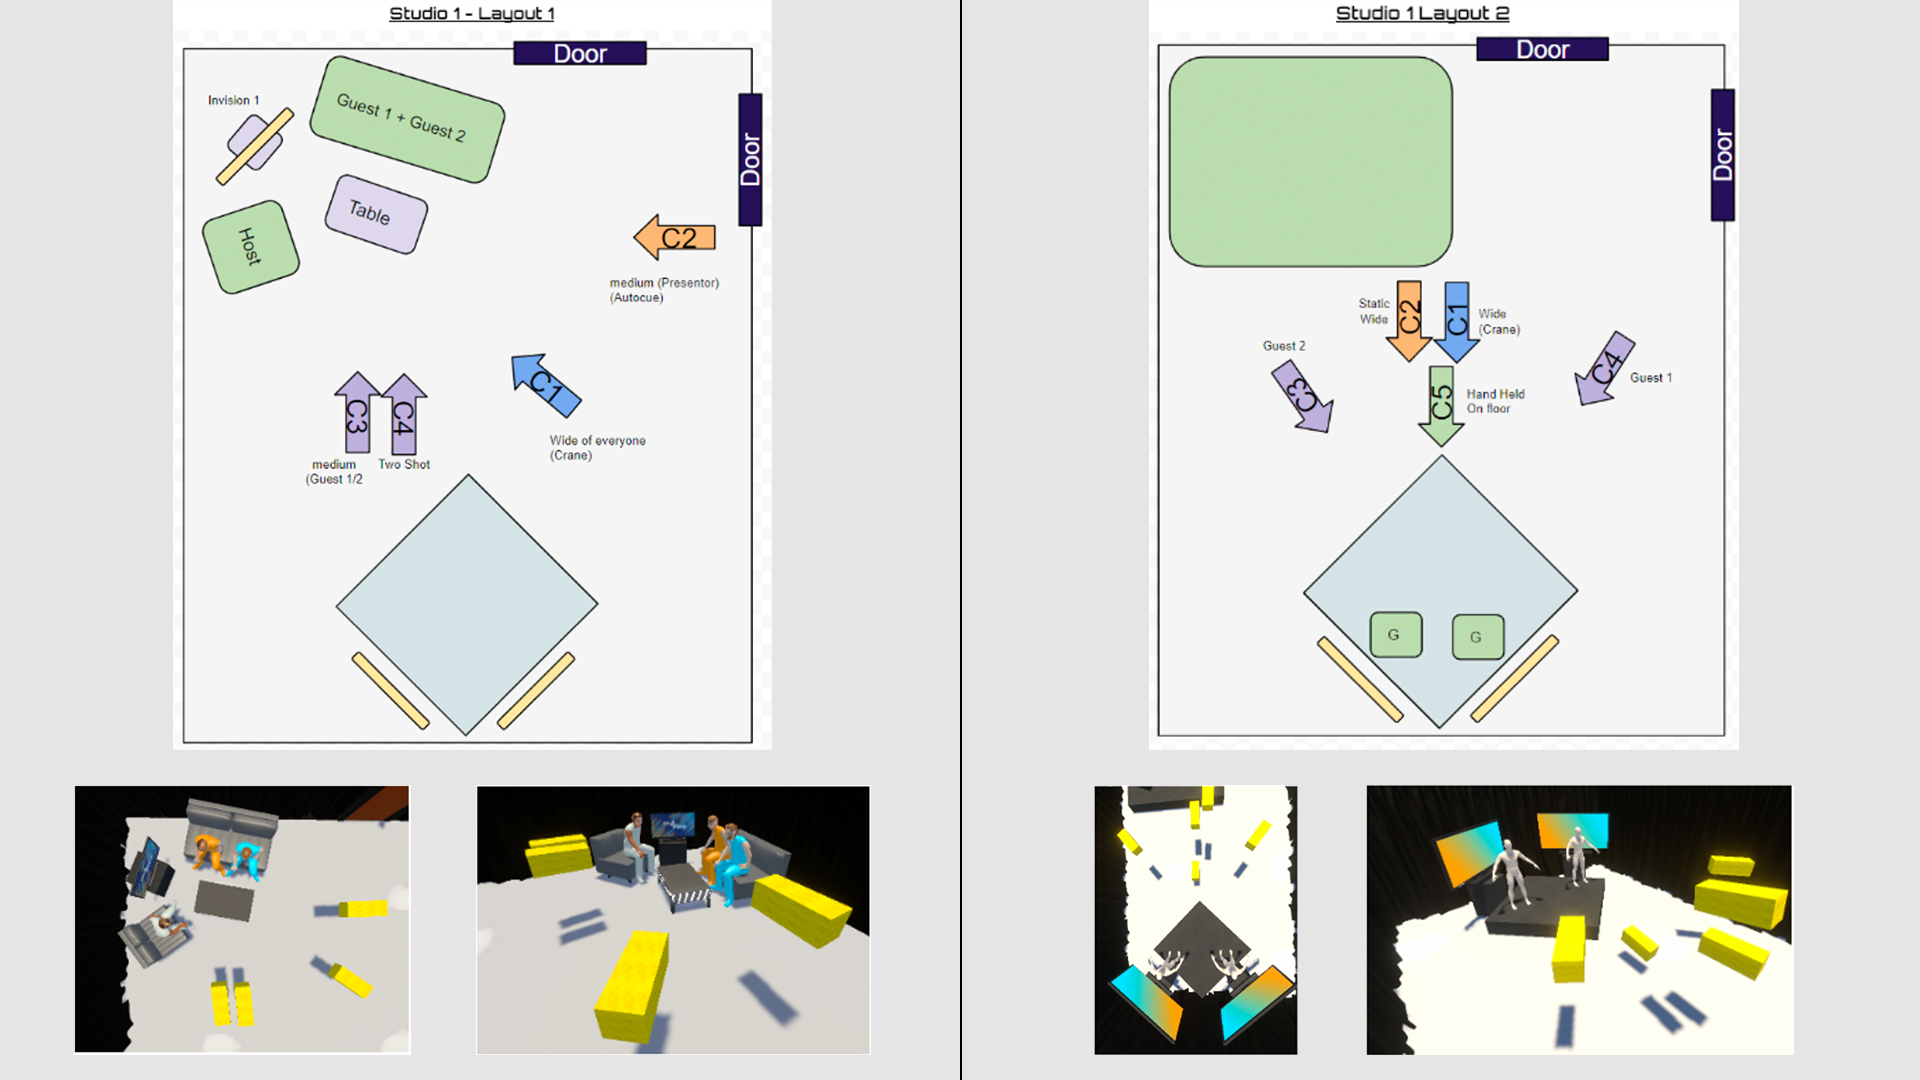 Studio 1 - Layout 1
Door
Invision 1
Guest 1 + Guest 2
Door
Table
Host
C2
medium (Presentor)
(Autocue)
C1
C3
C4
Wide of everyone
(Crane)
medium
(Guest 1/2
Two Shot
Studio 1 Layout 2
Door
Door
Static
Wide
C2
C1
Wide
(Crane)
Guest 2
C3
C4
Guest 1
C5
Hand Held
On floor
G
G